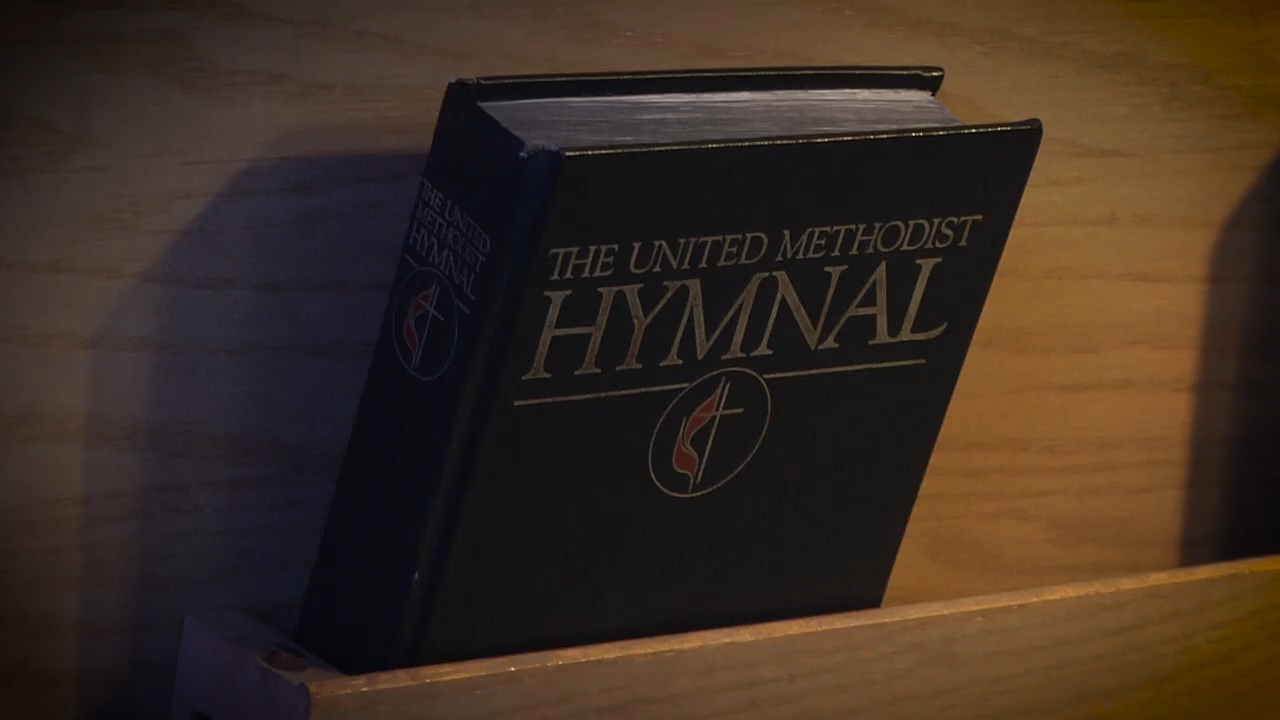 THE UNITED
METHODIST
HYMNAL
THE UNITED METHODIST
HYMNAL